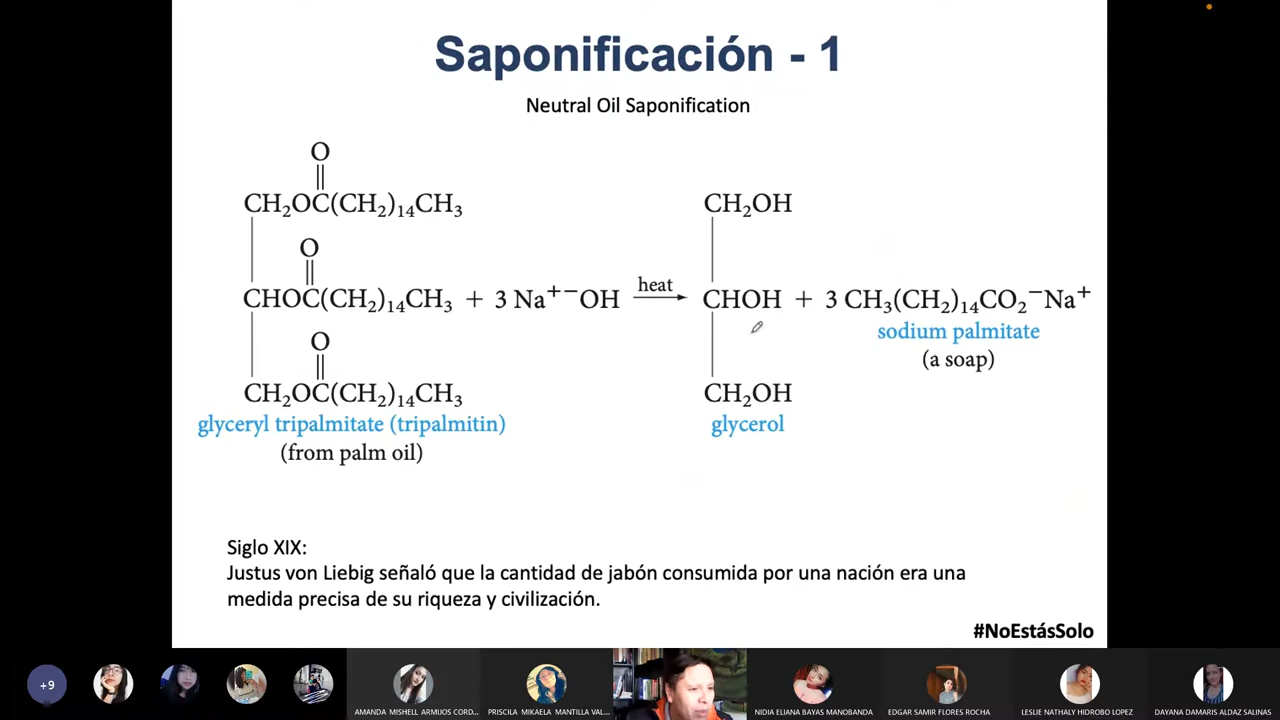 Saponificación - 1
Neutral Oil Saponification
O
CH₂OC(CH₂)₁₄CH₃
CH₂OH
O
CHOC(CH₂)₁₄CH₃ + 3 Na⁺⁻OH
heat
CHOH + 3 CH₃(CH₂)₁₄CO₂⁻Na⁺
sodium palmitate
(a soap)
O
CH₂OC(CH₂)₁₄CH₃
CH₂OH
glyceryl tripalmitate (tripalmitin)
glycerol
(from palm oil)
Siglo XIX:
Justus von Liebig señaló que la cantidad de jabón consumida por una nación era una
medida precisa de su riqueza y civilización.
#NoEstásSolo
+9
AMANDA MISHELL ARMIJOS CORD...
PRISCILA MIKAELA MANTILLA VAL...
NIDIA ELIANA BAYAS MANOBANDA
EDGAR SAMIR FLORES ROCHA
LESLIE NATHALY HIDROBO LOPEZ
DAYANA DAMARIS ALDAZ SALINAS